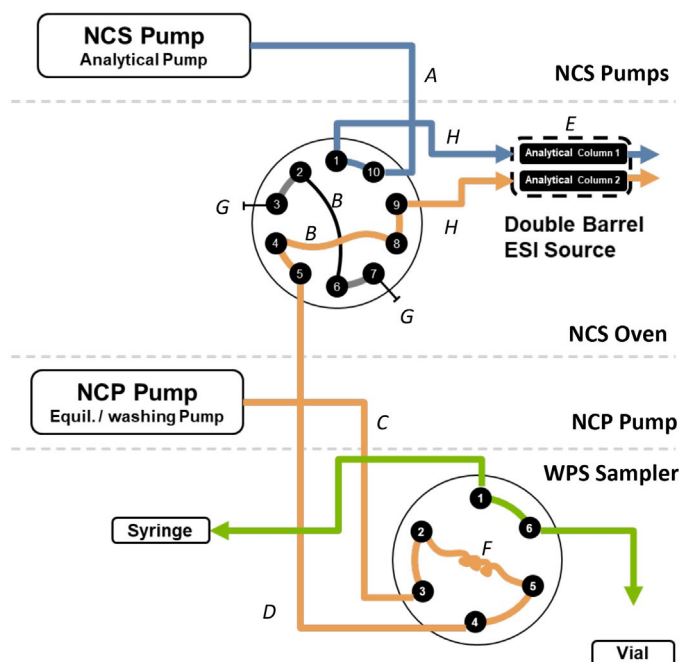 NCS Pump
Analytical Pump
A
NCS Pumps
E
H
Analytical Column 1
Analytical Column 2
1
10
2
B
3
G
9
H
B
4
8
Double Barrel
ESI Source
5
7
6
G
NCS Oven
NCP Pump
Equil. / washing Pump
C
NCP Pump
WPS Sampler
1
6
Syringe
2
F
5
3
D
4
Vial